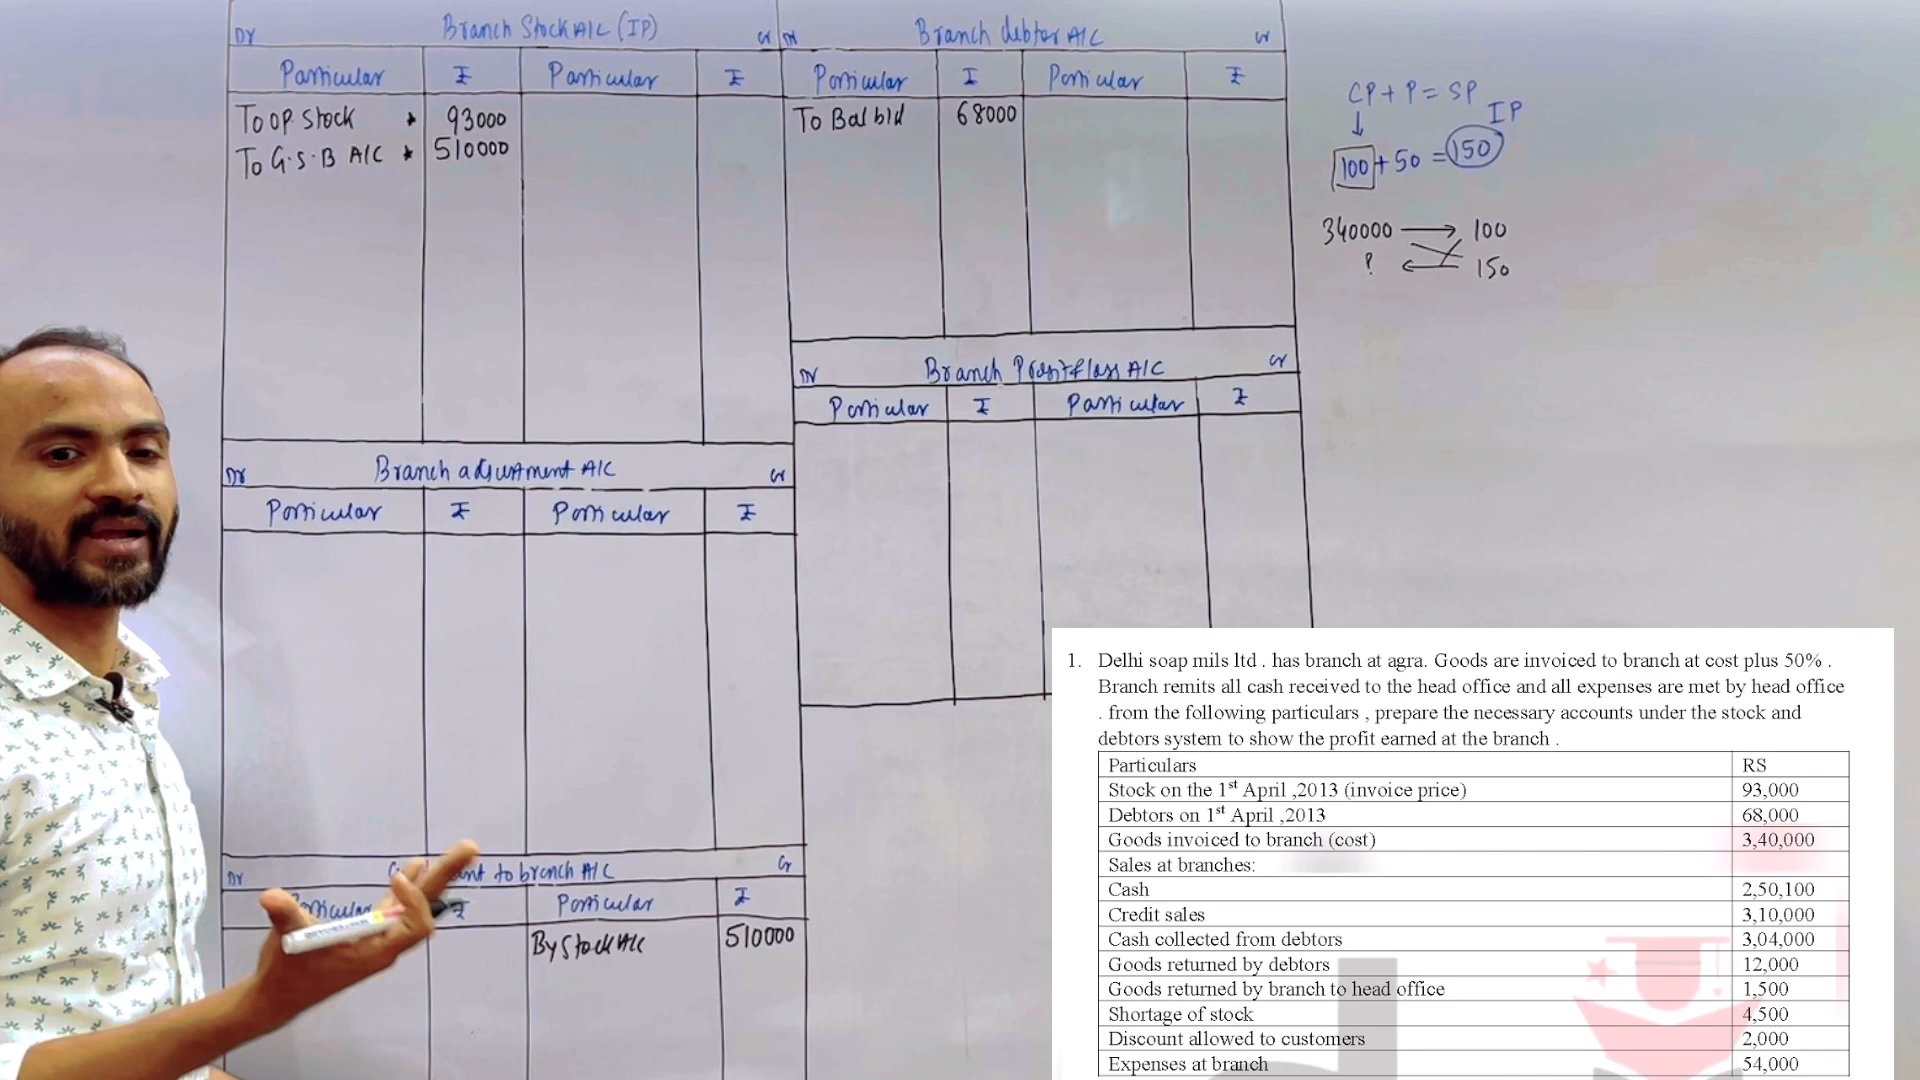 Dr Branch Stock A/C (IP) Cr
Particular ₹ Particular ₹
To OP. Stock 93000
To G.S.B A/C 510000
Dr Branch debtor A/C Cr
Particular ₹ Particular ₹
To Bal b/d 68000
CP + P = SP
IP
100 + 50 = 150
340000 → 100
? ← 150
Dr Branch Profit & loss A/C Cr
Particular ₹ Particular ₹
Dr Branch adjustment A/C Cr
Particular ₹ Particular ₹
Dr to branch A/C Cr
₹ Particular ₹
By Stock A/c 510000
1. Delhi soap mils ltd . has branch at agra. Goods are invoiced to branch at cost plus 50% .
Branch remits all cash received to the head office and all expenses are met by head office
. from the following particulars , prepare the necessary accounts under the stock and
debtors system to show the profit earned at the branch .
Particulars RS
Stock on the 1st April ,2013 (invoice price) 93,000
Debtors on 1st April ,2013 68,000
Goods invoiced to branch (cost) 3,40,000
Sales at branches:
Cash 2,50,100
Credit sales 3,10,000
Cash collected from debtors 3,04,000
Goods returned by debtors 12,000
Goods returned by branch to head office 1,500
Shortage of stock 4,500
Discount allowed to customers 2,000
Expenses at branch 54,000